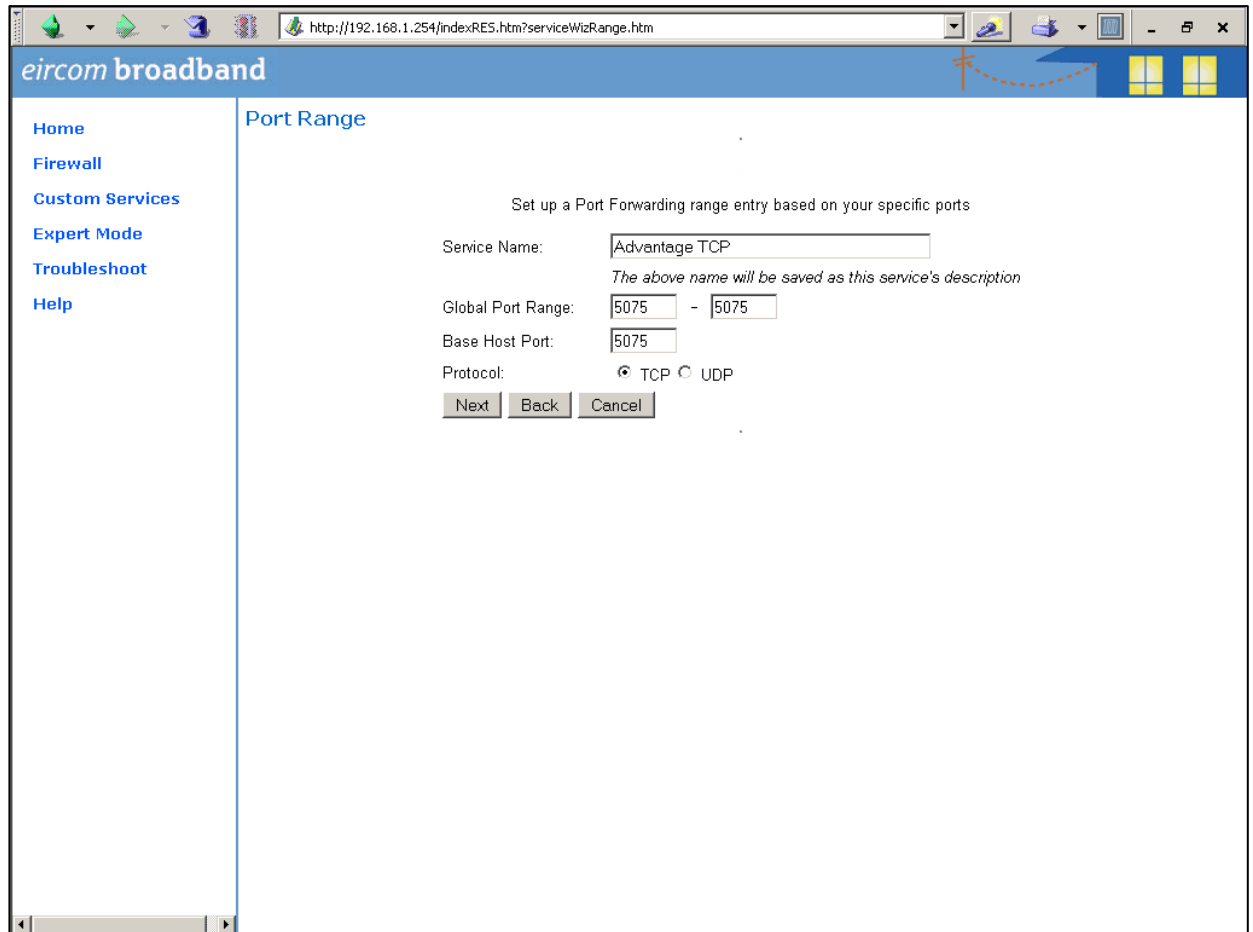 http://192.168.1.254/indexRES.htm?serviceWizRange.htm
eircom broadband
Home
Firewall
Custom Services
Expert Mode
Troubleshoot
Help
Port Range
Set up a Port Forwarding range entry based on your specific ports
Service Name: Advantage TCP
The above name will be saved as this service's description
Global Port Range: 5075 - 5075
Base Host Port: 5075
Protocol: TCP UDP
Next Back Cancel